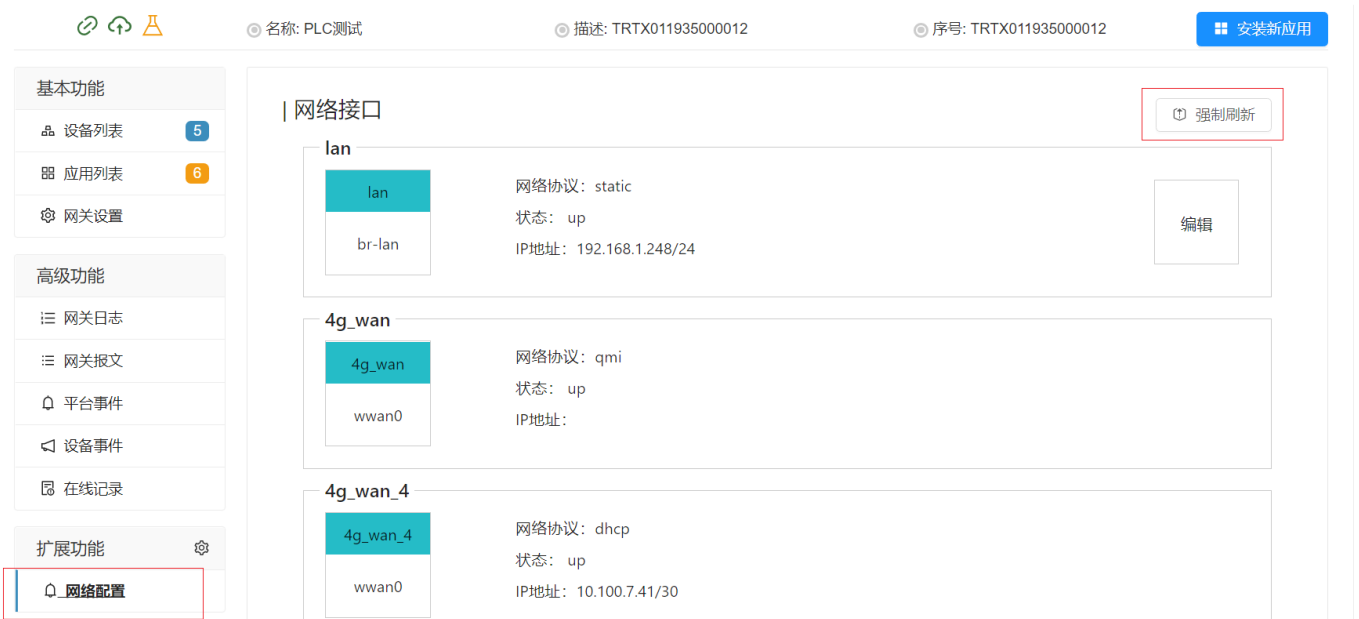 名称: PLC测试
描述: TRTX011935000012
序号: TRTX011935000012
安装新应用
基本功能
设备列表 5
应用列表 6
网关设置
高级功能
网关日志
网关报文
平台事件
设备事件
在线记录
扩展功能
网络配置
| 网络接口
强制刷新
lan
lan
br-lan
网络协议：static
状态： up
IP地址：192.168.1.248/24
编辑
4g_wan
4g_wan
wwan0
网络协议：qmi
状态： up
IP地址：
4g_wan_4
4g_wan_4
wwan0
网络协议：dhcp
状态： up
IP地址：10.100.7.41/30